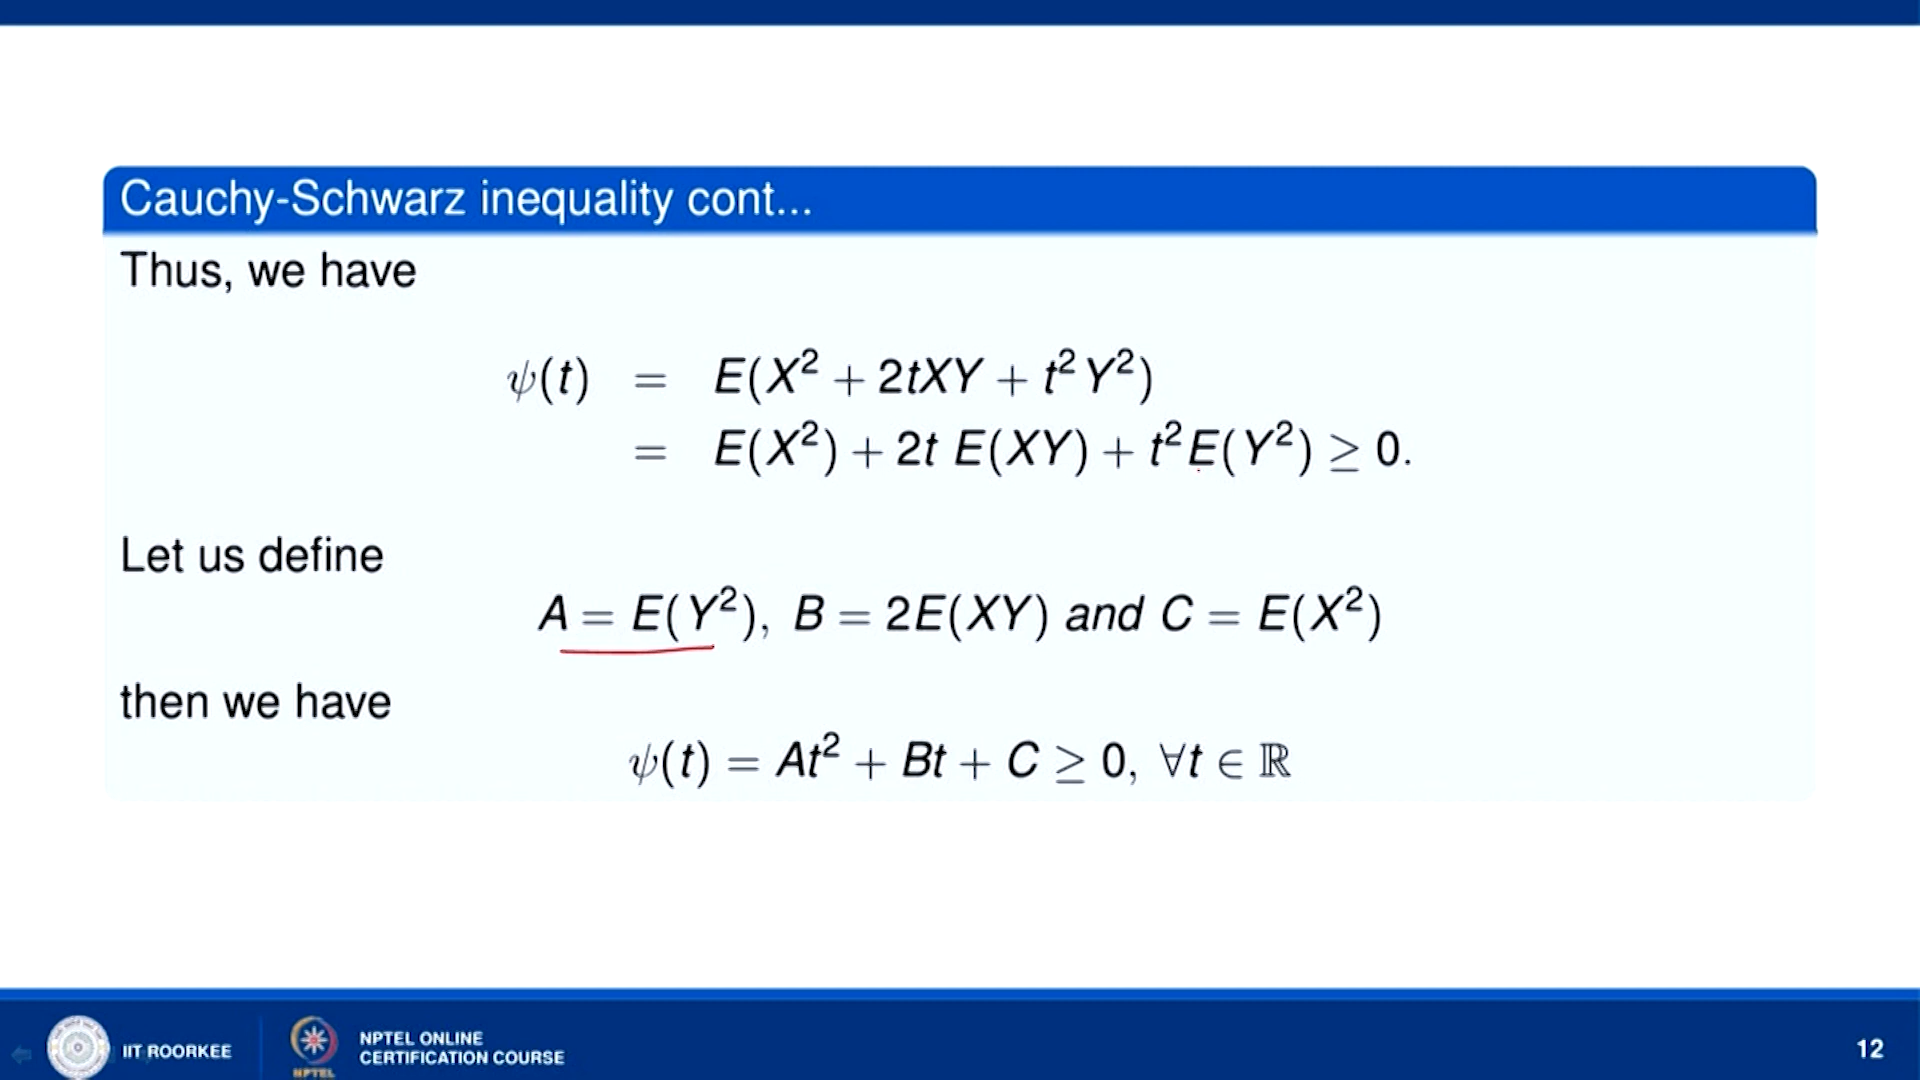 Cauchy-Schwarz inequality cont...
Thus, we have
ψ(t) = E(X² + 2tXY + t²Y²)
= E(X²) + 2t E(XY) + t²E(Y²) ≥ 0.
Let us define
A = E(Y²), B = 2E(XY) and C = E(X²)
then we have
ψ(t) = At² + Bt + C ≥ 0, ∀t ∈ ℝ
IIT ROORKEE
NPTEL
NPTEL ONLINE
CERTIFICATION COURSE
12